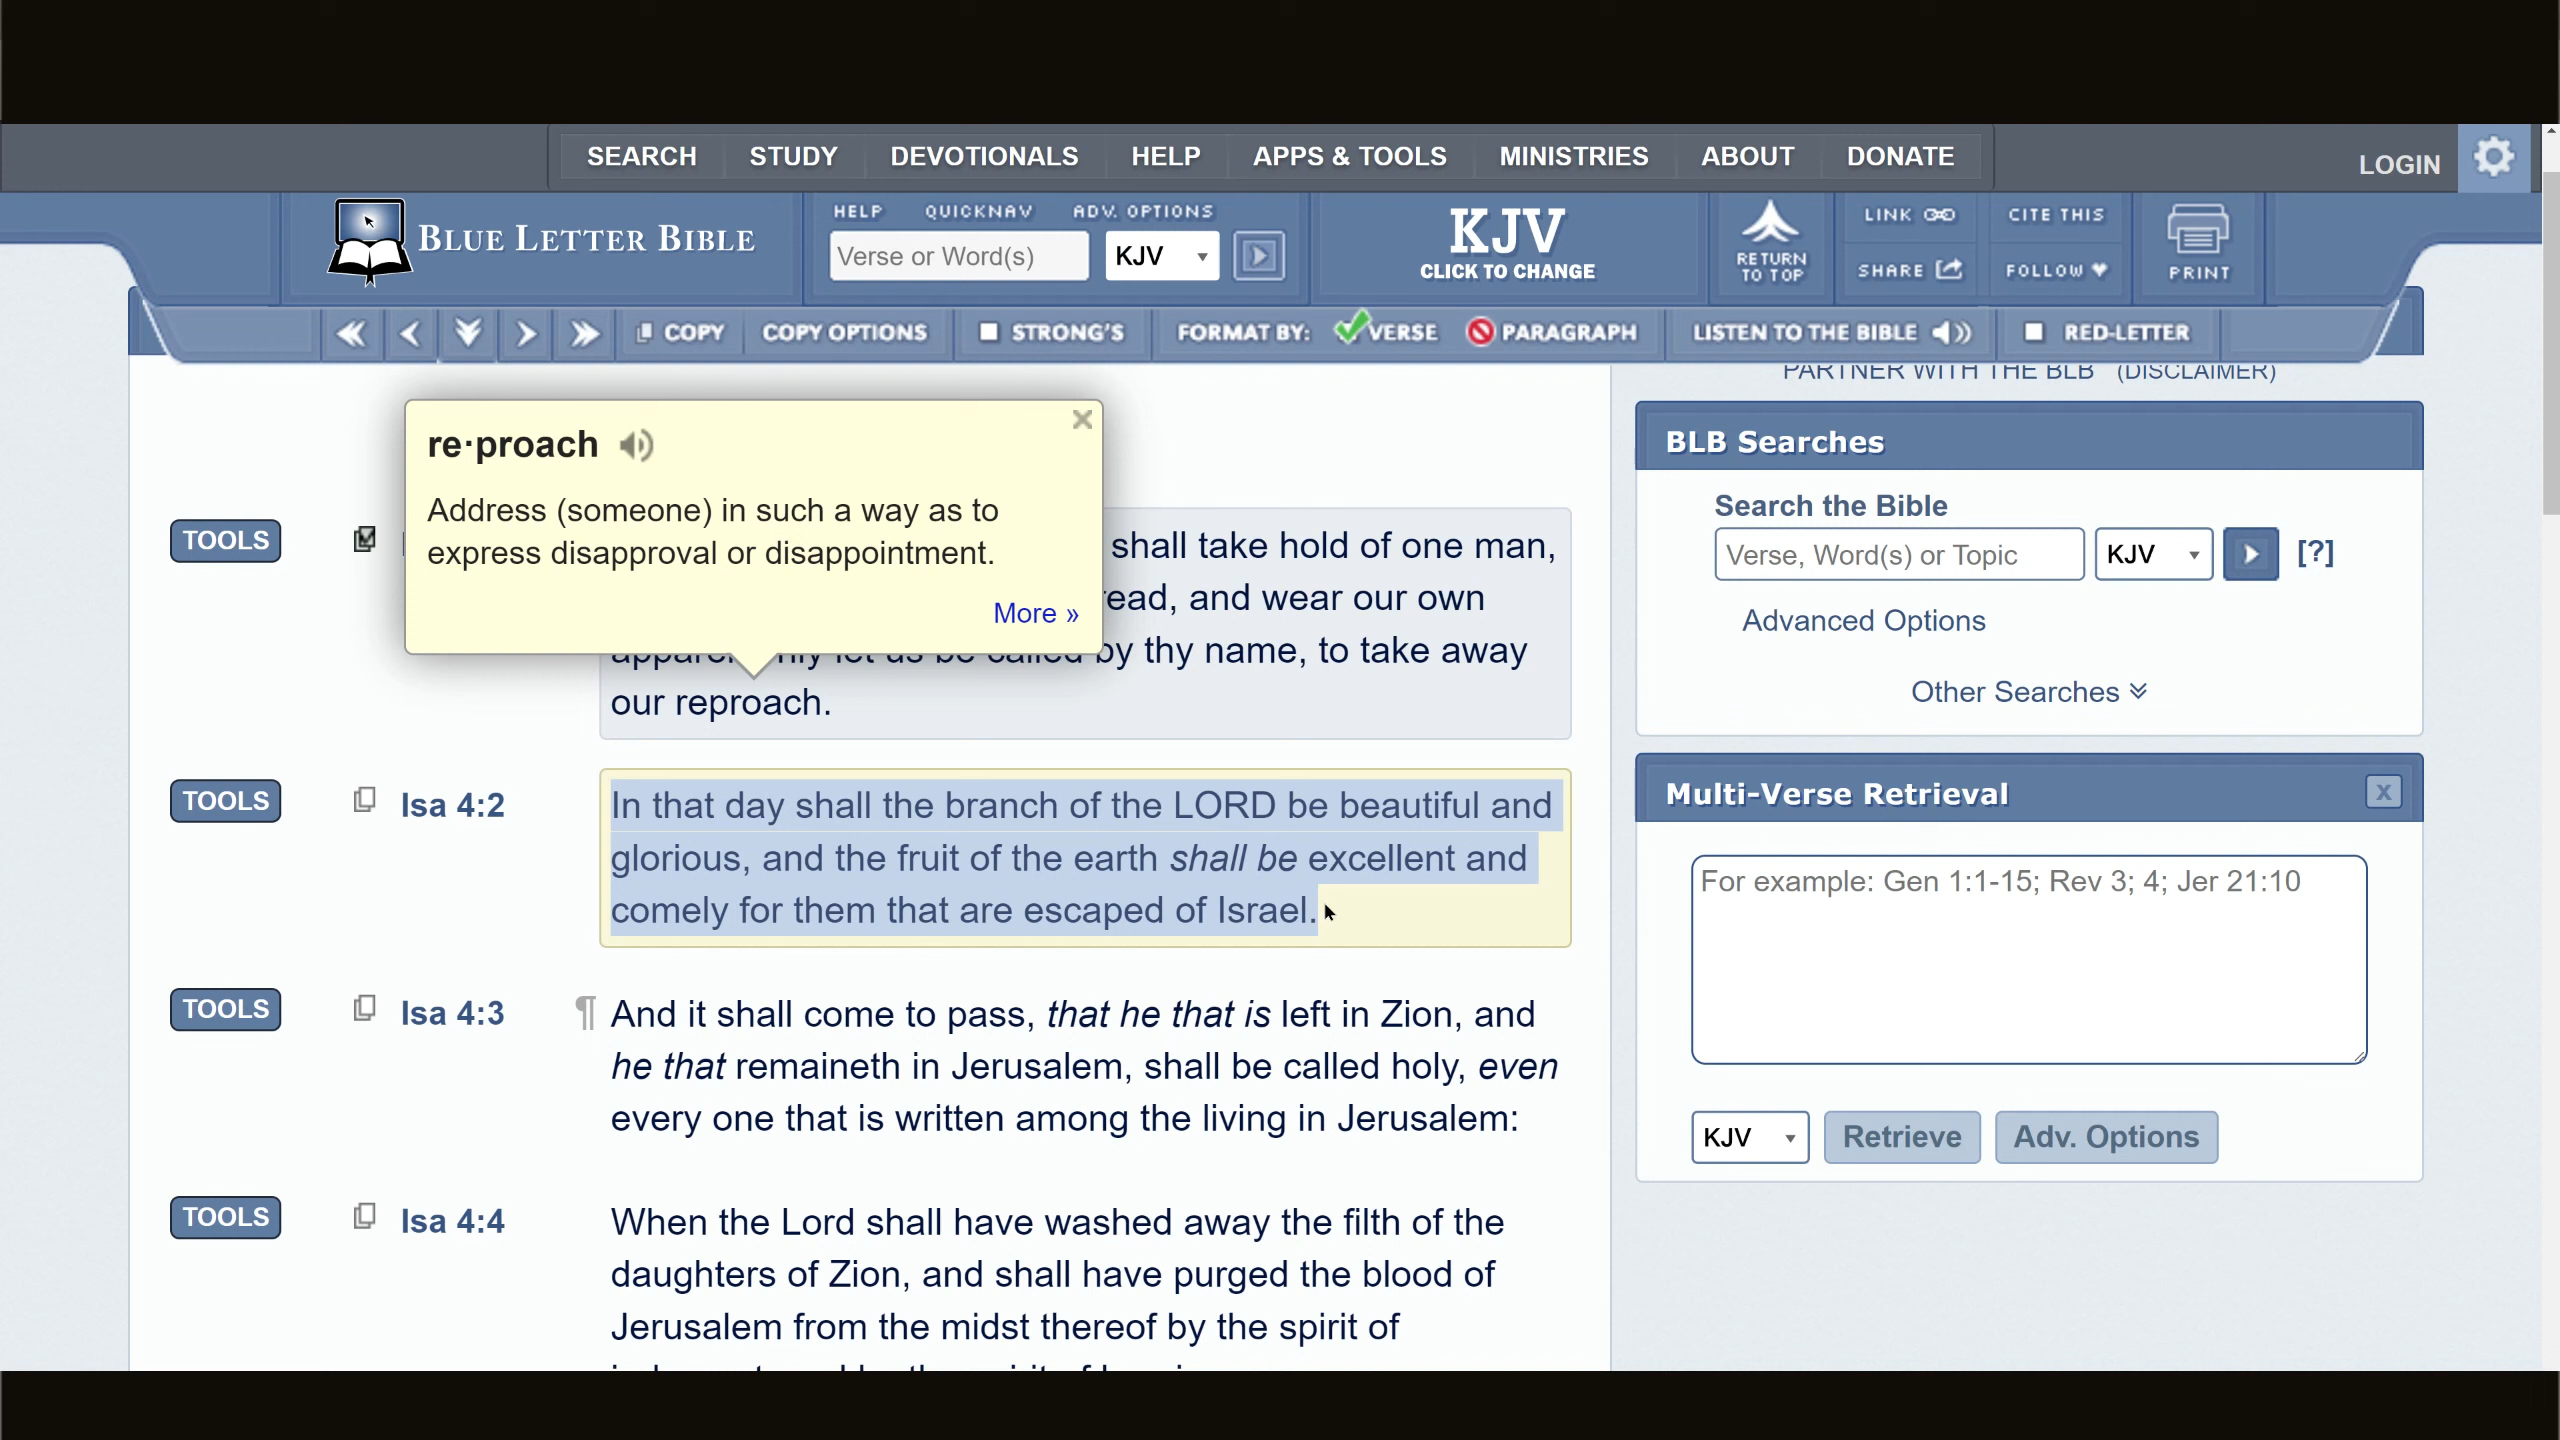 SEARCH STUDY DEVOTIONALS HELP APPS & TOOLS MINISTRIES ABOUT DONATE LOGIN
BLUE LETTER BIBLE
HELP QUICKNAV ADV. OPTIONS
Verse or Word(s) KJV
KJV
CLICK TO CHANGE
RETURN
TO TOP
LINK CITE THIS
SHARE FOLLOW
PRINT
COPY COPY OPTIONS STRONG'S FORMAT BY: VERSE PARAGRAPH LISTEN TO THE BIBLE RED-LETTER
PARTNER WITH THE BLB (DISCLAIMER)
re·proach
Address (someone) in such a way as to
express disapproval or disappointment.
More »
TOOLS
shall take hold of one man,
and wear our own
by thy name, to take away
our reproach.
TOOLS Isa 4:2
In that day shall the branch of the LORD be beautiful and
glorious, and the fruit of the earth shall be excellent and
comely for them that are escaped of Israel.
TOOLS Isa 4:3
¶ And it shall come to pass, that he that is left in Zion, and
he that remaineth in Jerusalem, shall be called holy, even
every one that is written among the living in Jerusalem:
TOOLS Isa 4:4
When the Lord shall have washed away the filth of the
daughters of Zion, and shall have purged the blood of
Jerusalem from the midst thereof by the spirit of
BLB Searches
Search the Bible
Verse, Word(s) or Topic KJV [?]
Advanced Options
Other Searches
Multi-Verse Retrieval x
For example: Gen 1:1-15; Rev 3; 4; Jer 21:10
KJV Retrieve Adv. Options